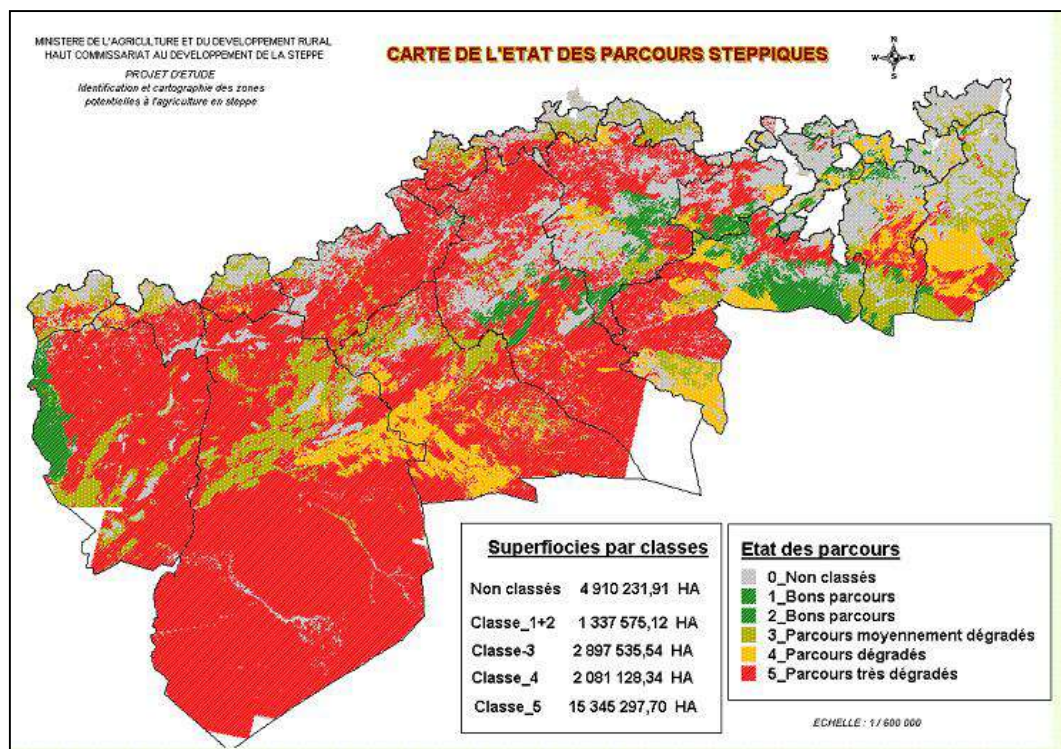 MINISTERE DE L'AGRICULTURE ET DU DEVELOPPEMENT RURAL
HAUT COMMISSARIAT AU DEVELOPPEMENT DE LA STEPPE
PROJET D'ETUDE
Identification et cartographie des zones
potentielles à l'agriculture en steppe
CARTE DE L'ETAT DES PARCOURS STEPPIQUES
N
W E
S
Superfiocies par classes
Non classés 4 910 231,91 HA
Classe_1+2 1 337 575,12 HA
Classe-3 2 897 535,54 HA
Classe_4 2 081 128,34 HA
Classe_5 15 345 297,70 HA
Etat des parcours
0_Non classés
1_Bons parcours
2_Bons parcours
3_Parcours moyennement dégradés
4_Parcours dégradés
5_Parcours très dégradés
ECHELLE : 1 / 600 000